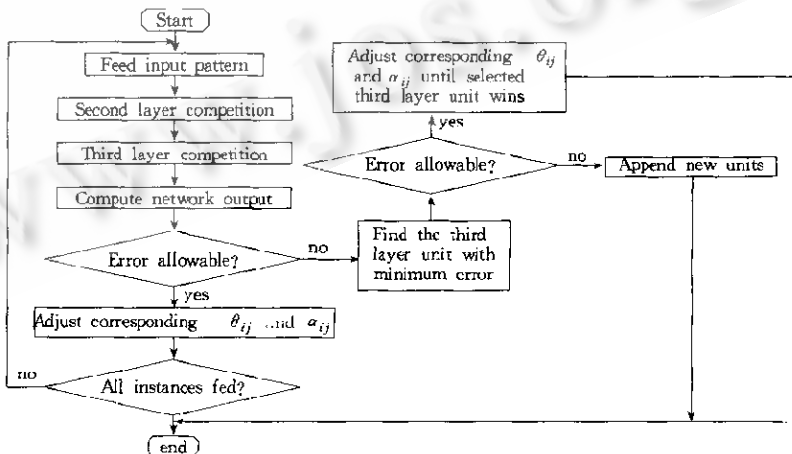 Start
Feed input pattern
Second layer competition
Third layer competition
Compute network output
Error allowable?
no
yes
Adjust corresponding θij and αij
All instances fed?
no
end
Find the third
layer unit with
minimum error
Error allowable?
yes
no
Adjust corresponding θij
and αij until selected
third layer unit wins
Append new units